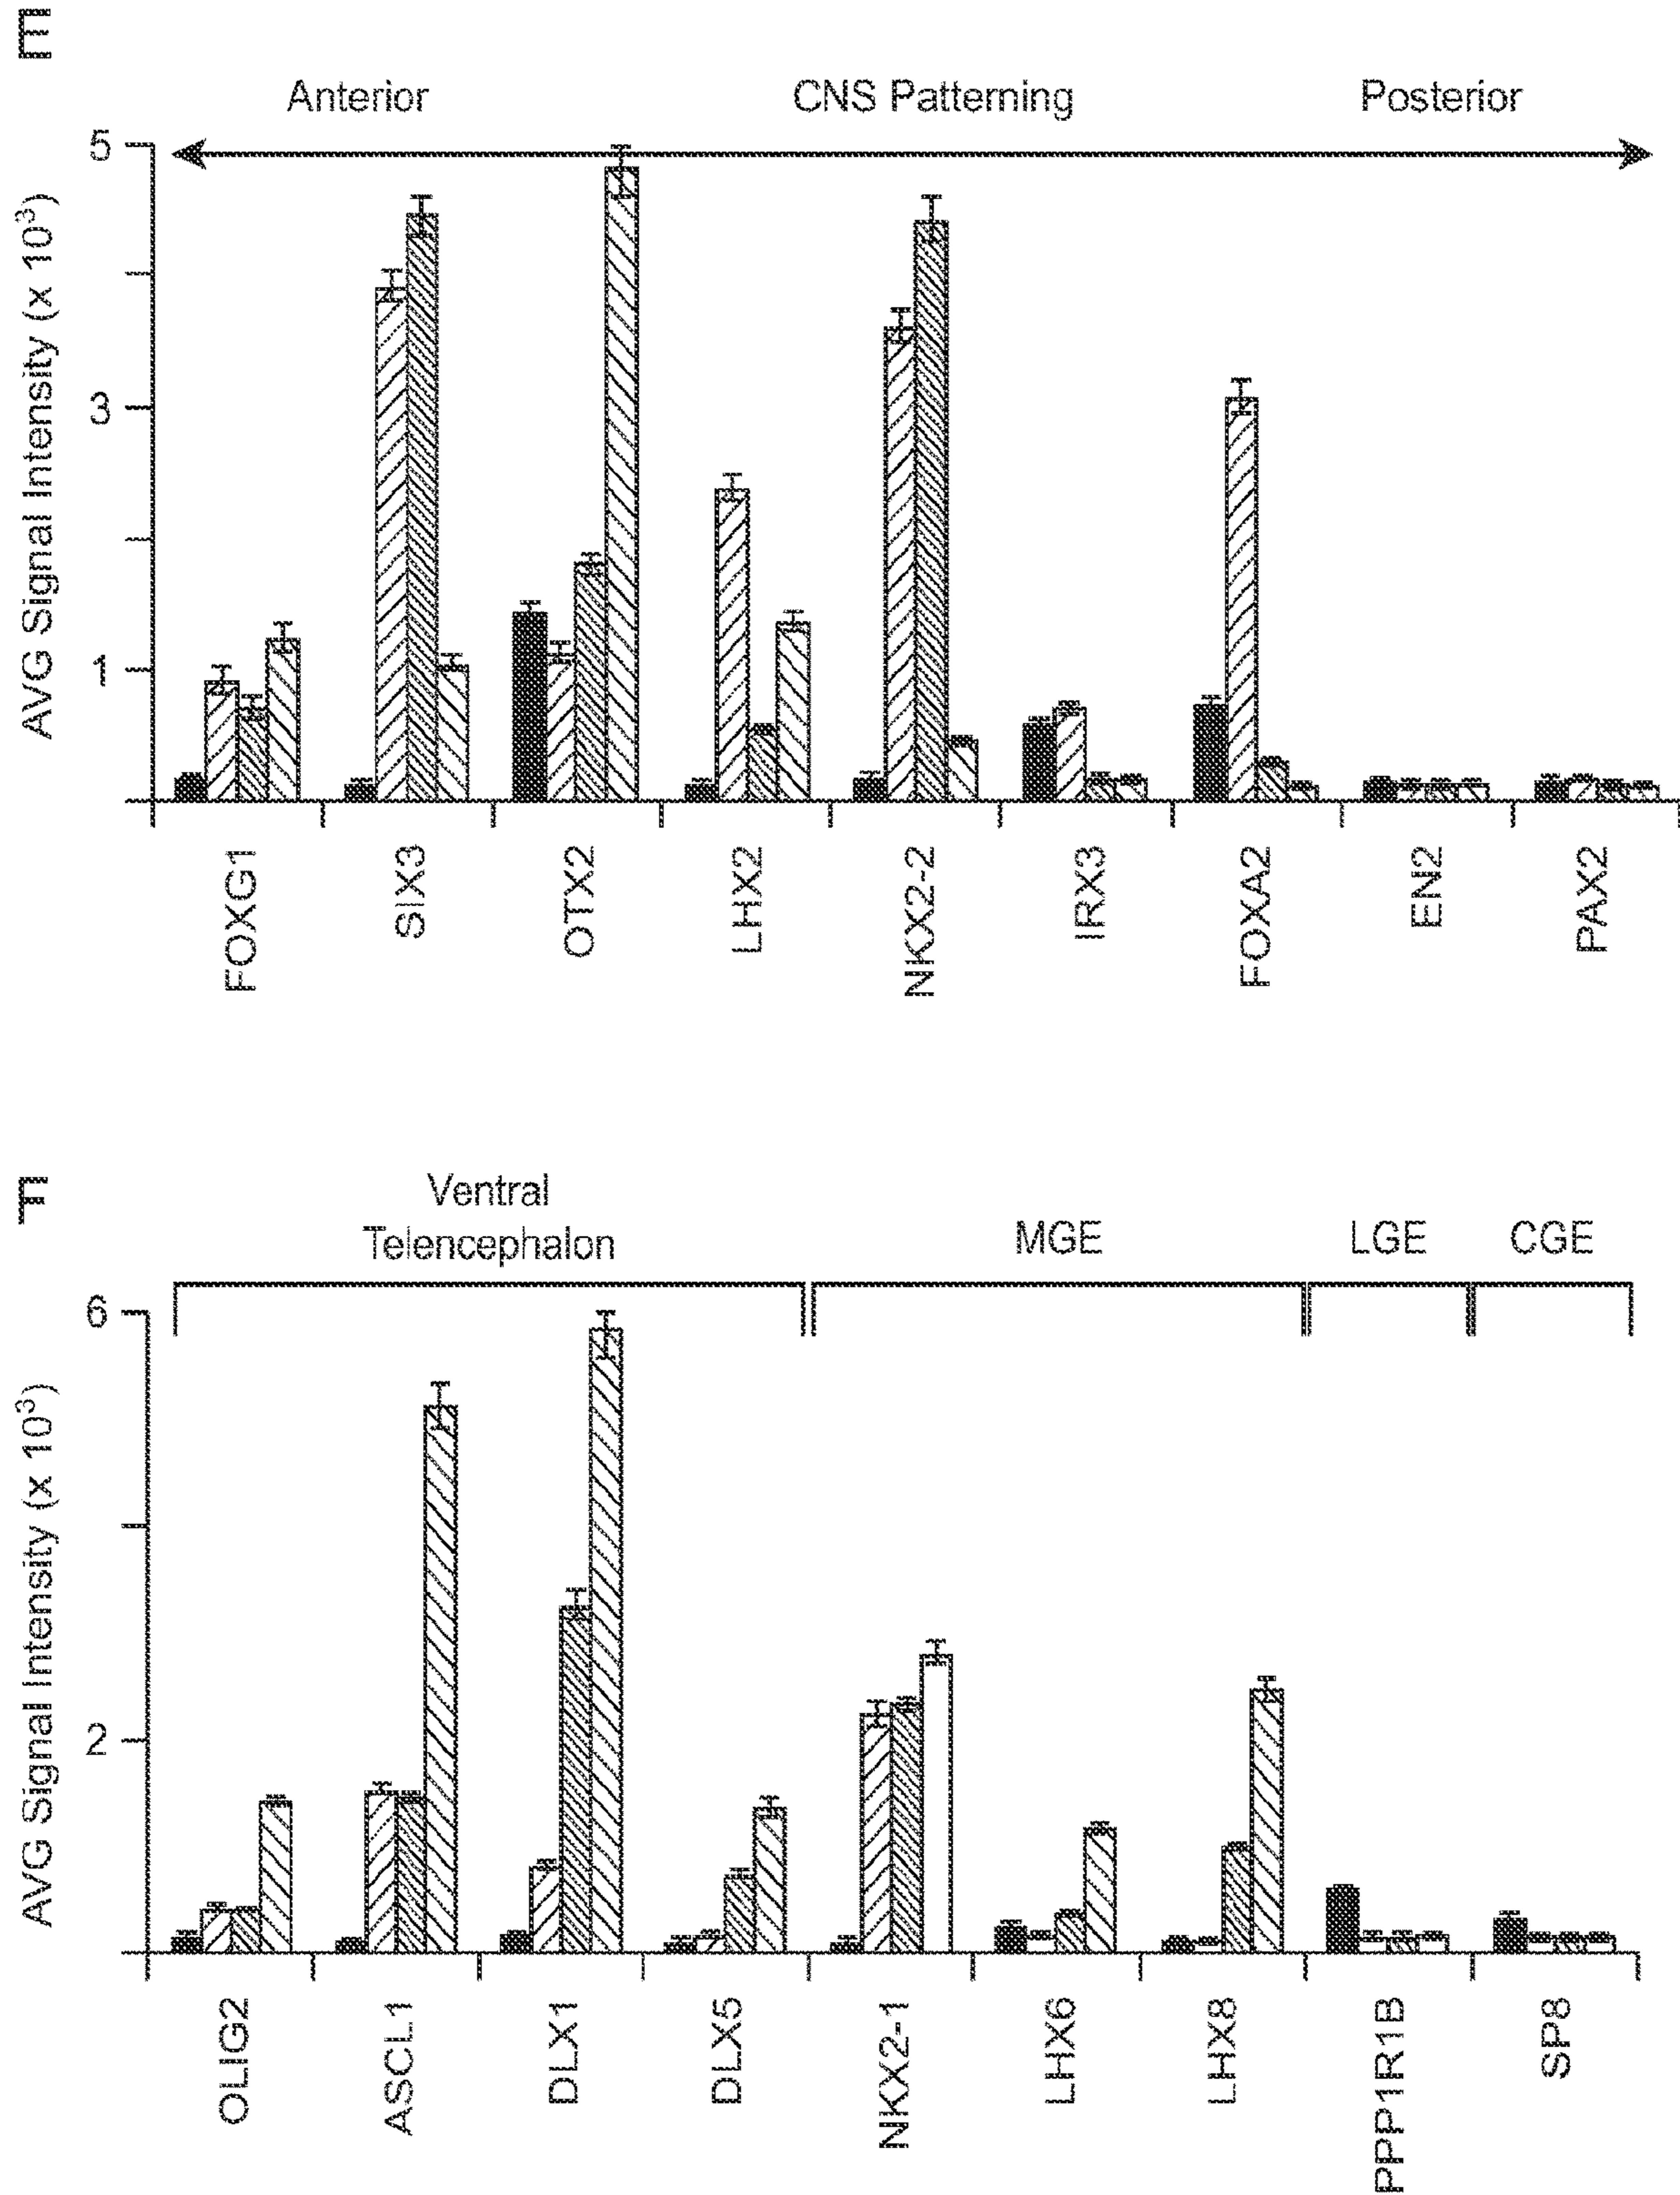 E
Anterior CNS Patterning Posterior
AVG Signal Intensity (x 10³)
5
3
1
FOXG1
SIX3
OTX2
LHX2
NKX2-2
IRX3
FOXA2
EN2
PAX2
F
Ventral
Telencephalon
MGE
LGE
CGE
AVG Signal Intensity (x 10³)
6
2
OLIG2
ASCL1
DLX1
DLX5
NKX2-1
LHX6
LHX8
PPP1R1B
SP8